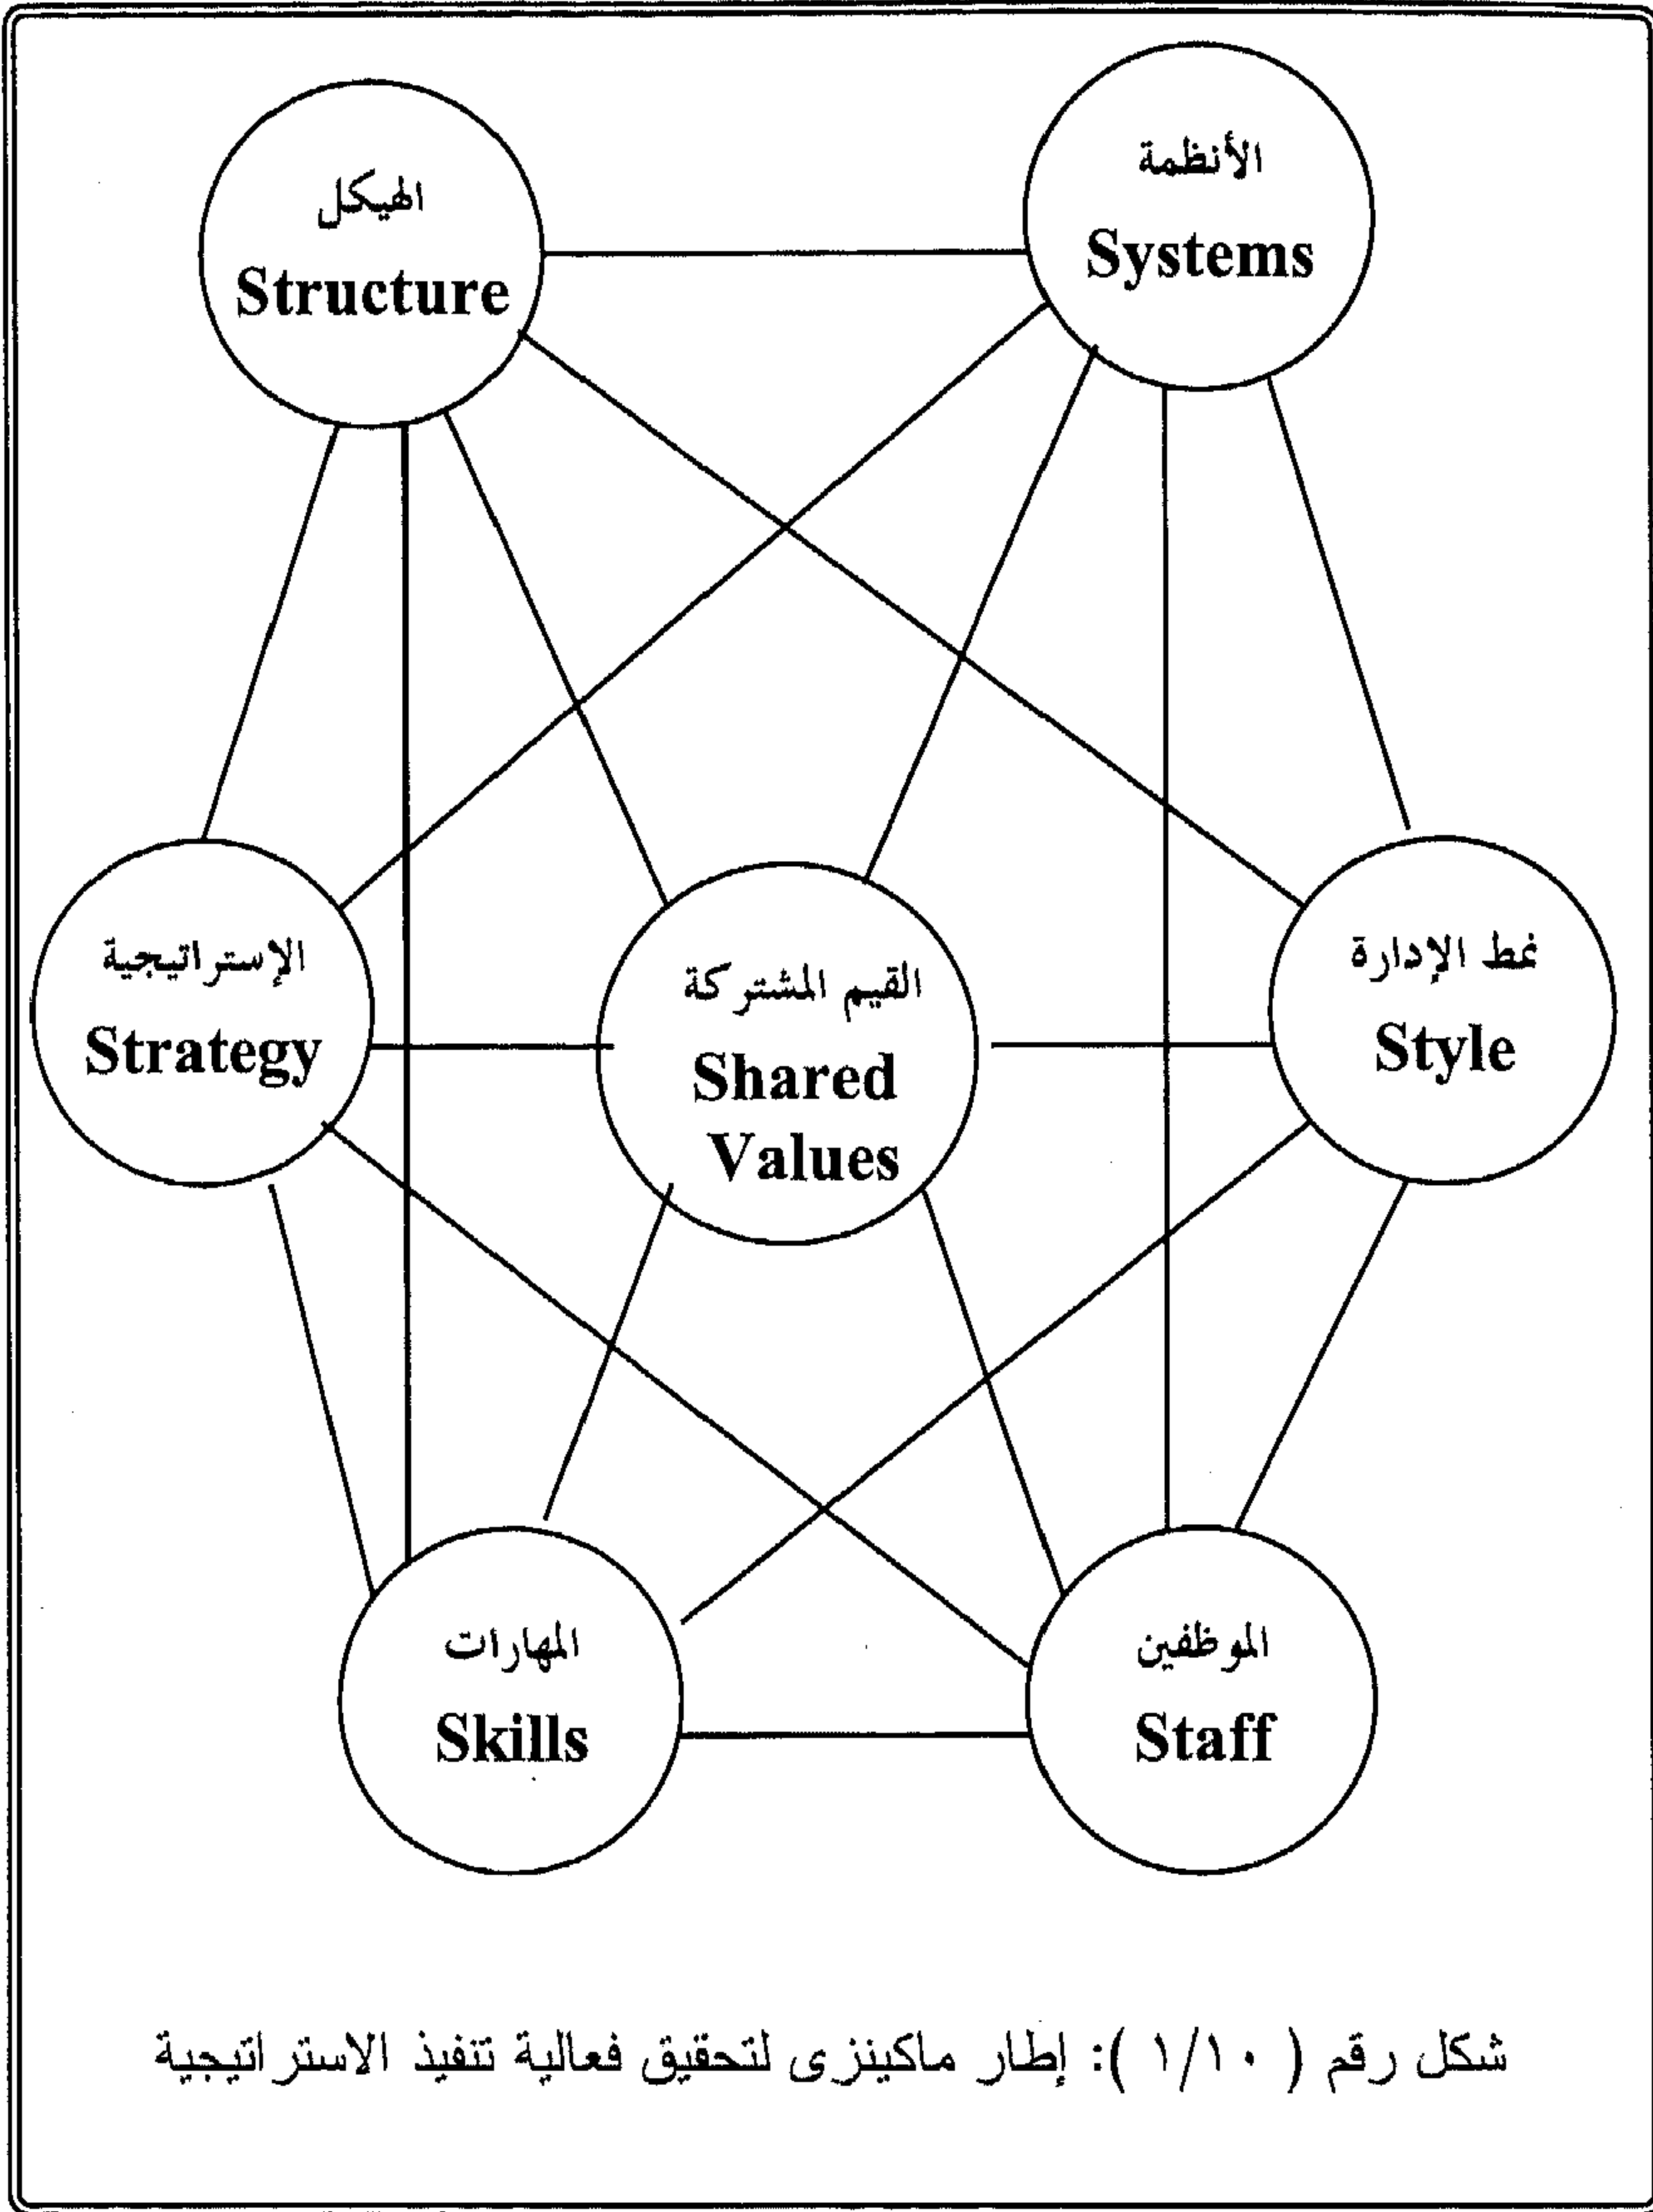 الهيكل
Structure
الأنظمة
Systems
الإستراتيجية
Strategy
القيم المشتركة
Shared
Values
نمط الإدارة
Style
المهارات
Skills
الموظفين
Staff
شكل رقم ( ١/١٠ ): إطار ماكينزى لتحقيق فعالية تنفيذ الاستراتيجية